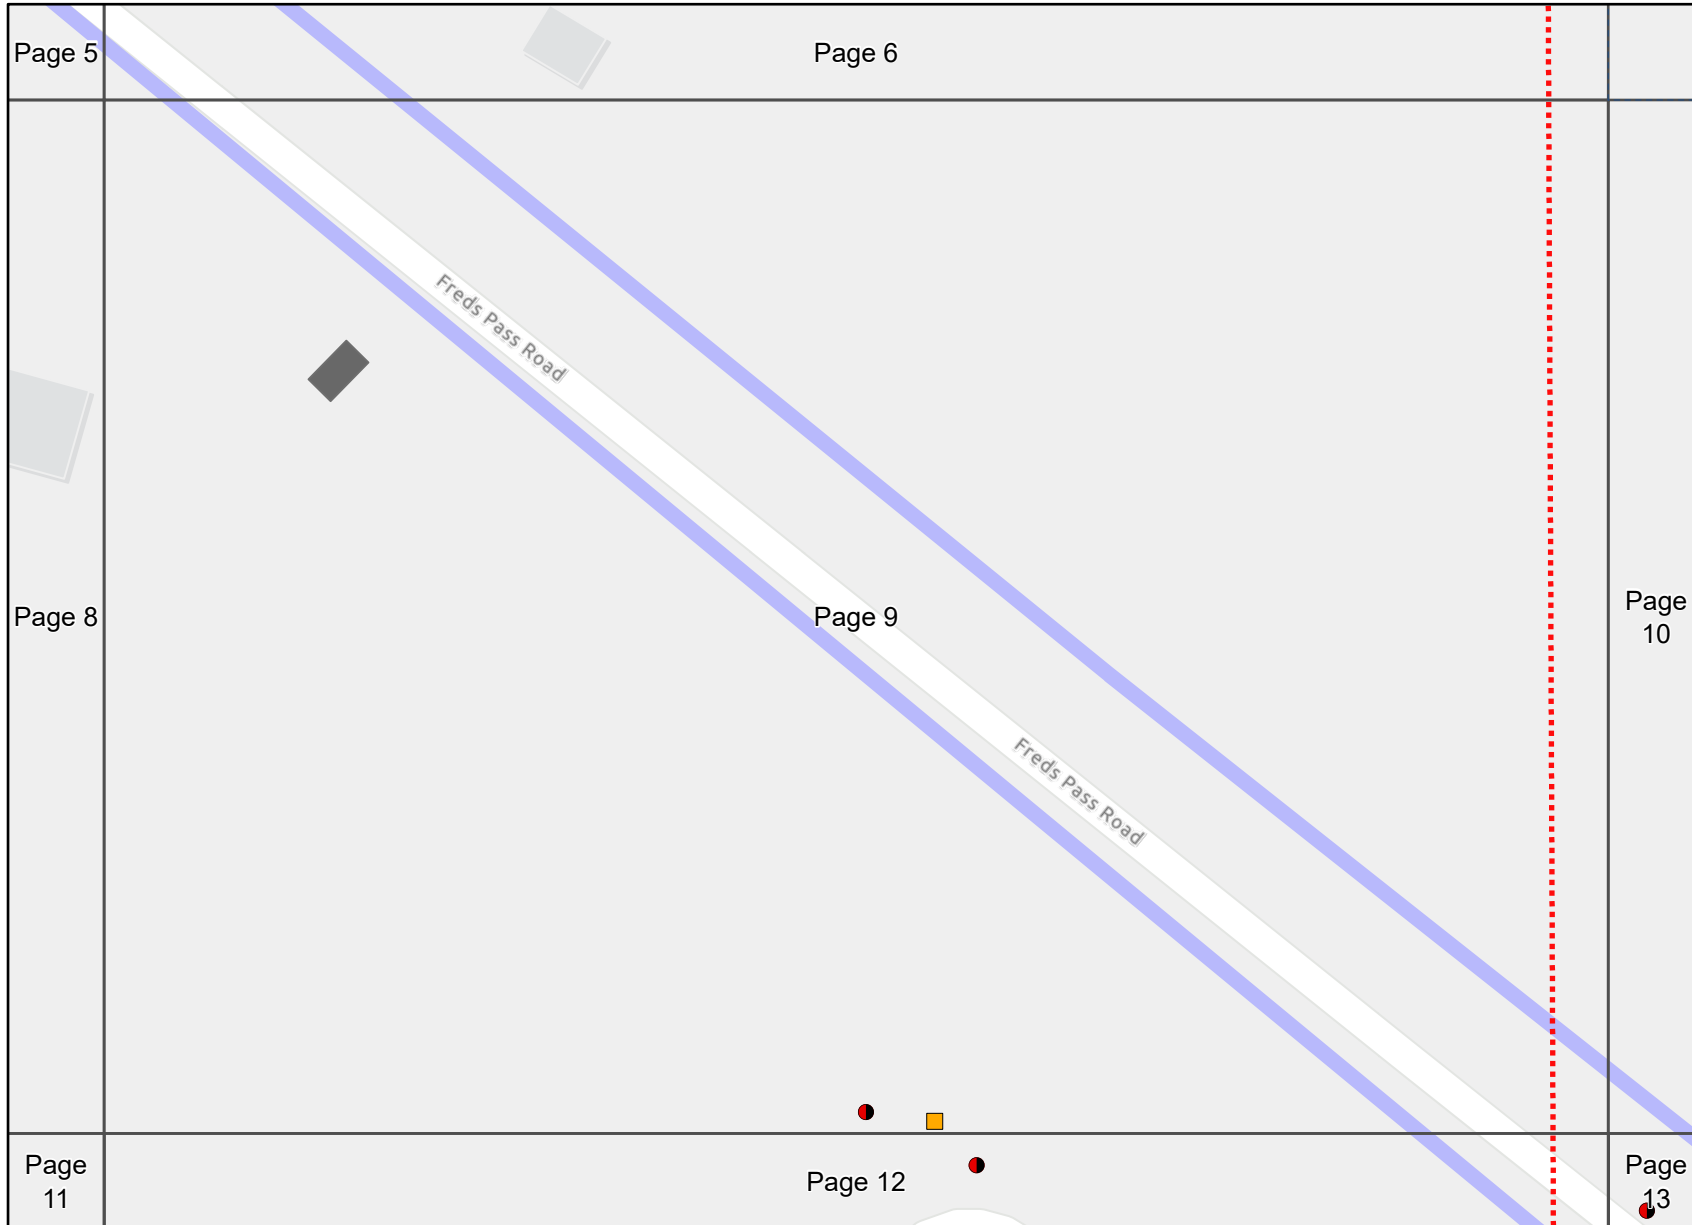 Page 5
Page 6
Freds Pass Road
Page 8
Page 9
Page
10
Freds Pass Road
Page
11
Page 12
Page
13